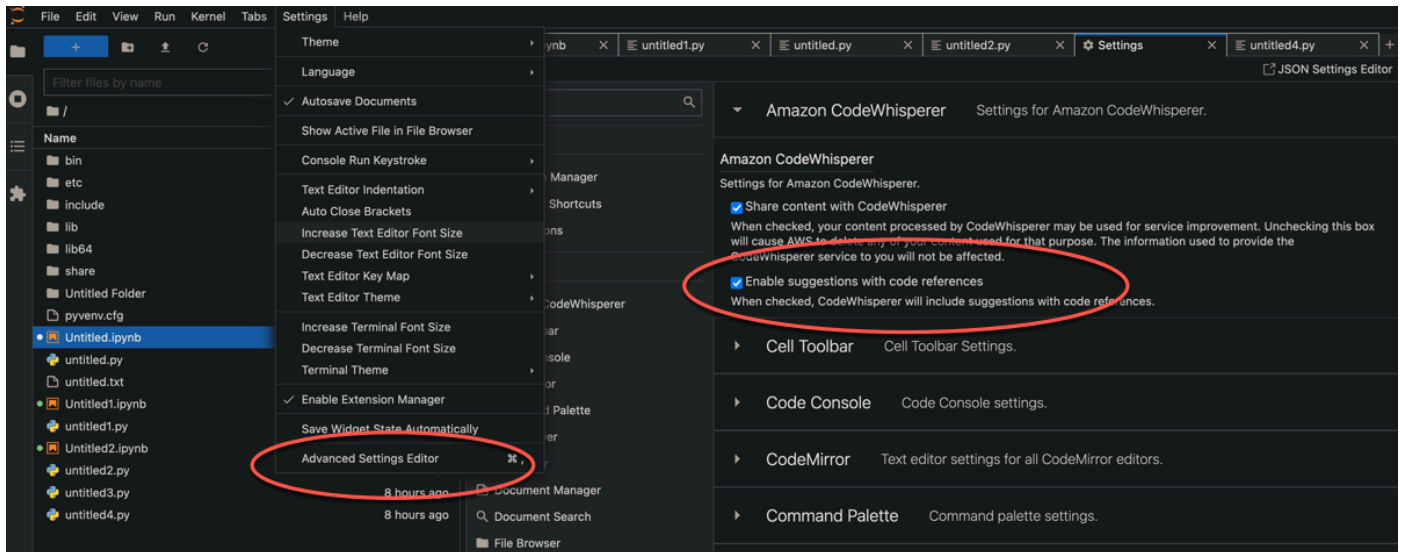 File Edit View Run Kernel Tabs Settings Help
+
Filter files by name
/
Name
bin
etc
include
lib
lib64
share
Untitled Folder
pyvenv.cfg
Untitled.ipynb
untitled.py
untitled.txt
Untitled1.ipynb
untitled1.py
Untitled2.ipynb
untitled2.py
untitled3.py 8 hours ago
untitled4.py 8 hours ago
Theme
Language
Autosave Documents
Show Active File in File Browser
Console Run Keystroke
Text Editor Indentation
Auto Close Brackets
Increase Text Editor Font Size
Decrease Text Editor Font Size
Text Editor Key Map
Text Editor Theme
Increase Terminal Font Size
Decrease Terminal Font Size
Terminal Theme
Enable Extension Manager
Save Widget State Automatically
Advanced Settings Editor ⌘ ,
ynb untitled1.py untitled.py untitled2.py Settings untitled4.py +
JSON Settings Editor
Manager
Shortcuts
ons
CodeWhisperer
bar
nsole
or
d Palette
ver
r
Document Manager
Document Search
File Browser
Amazon CodeWhisperer Settings for Amazon CodeWhisperer.
Amazon CodeWhisperer
Settings for Amazon CodeWhisperer.
Share content with CodeWhisperer
When checked, your content processed by CodeWhisperer may be used for service improvement. Unchecking this box
will cause AWS to delete any of your content used for that purpose. The information used to provide the
CodeWhisperer service to you will not be affected.
Enable suggestions with code references
When checked, CodeWhisperer will include suggestions with code references.
Cell Toolbar Cell Toolbar Settings.
Code Console Code Console settings.
CodeMirror Text editor settings for all CodeMirror editors.
Command Palette Command palette settings.